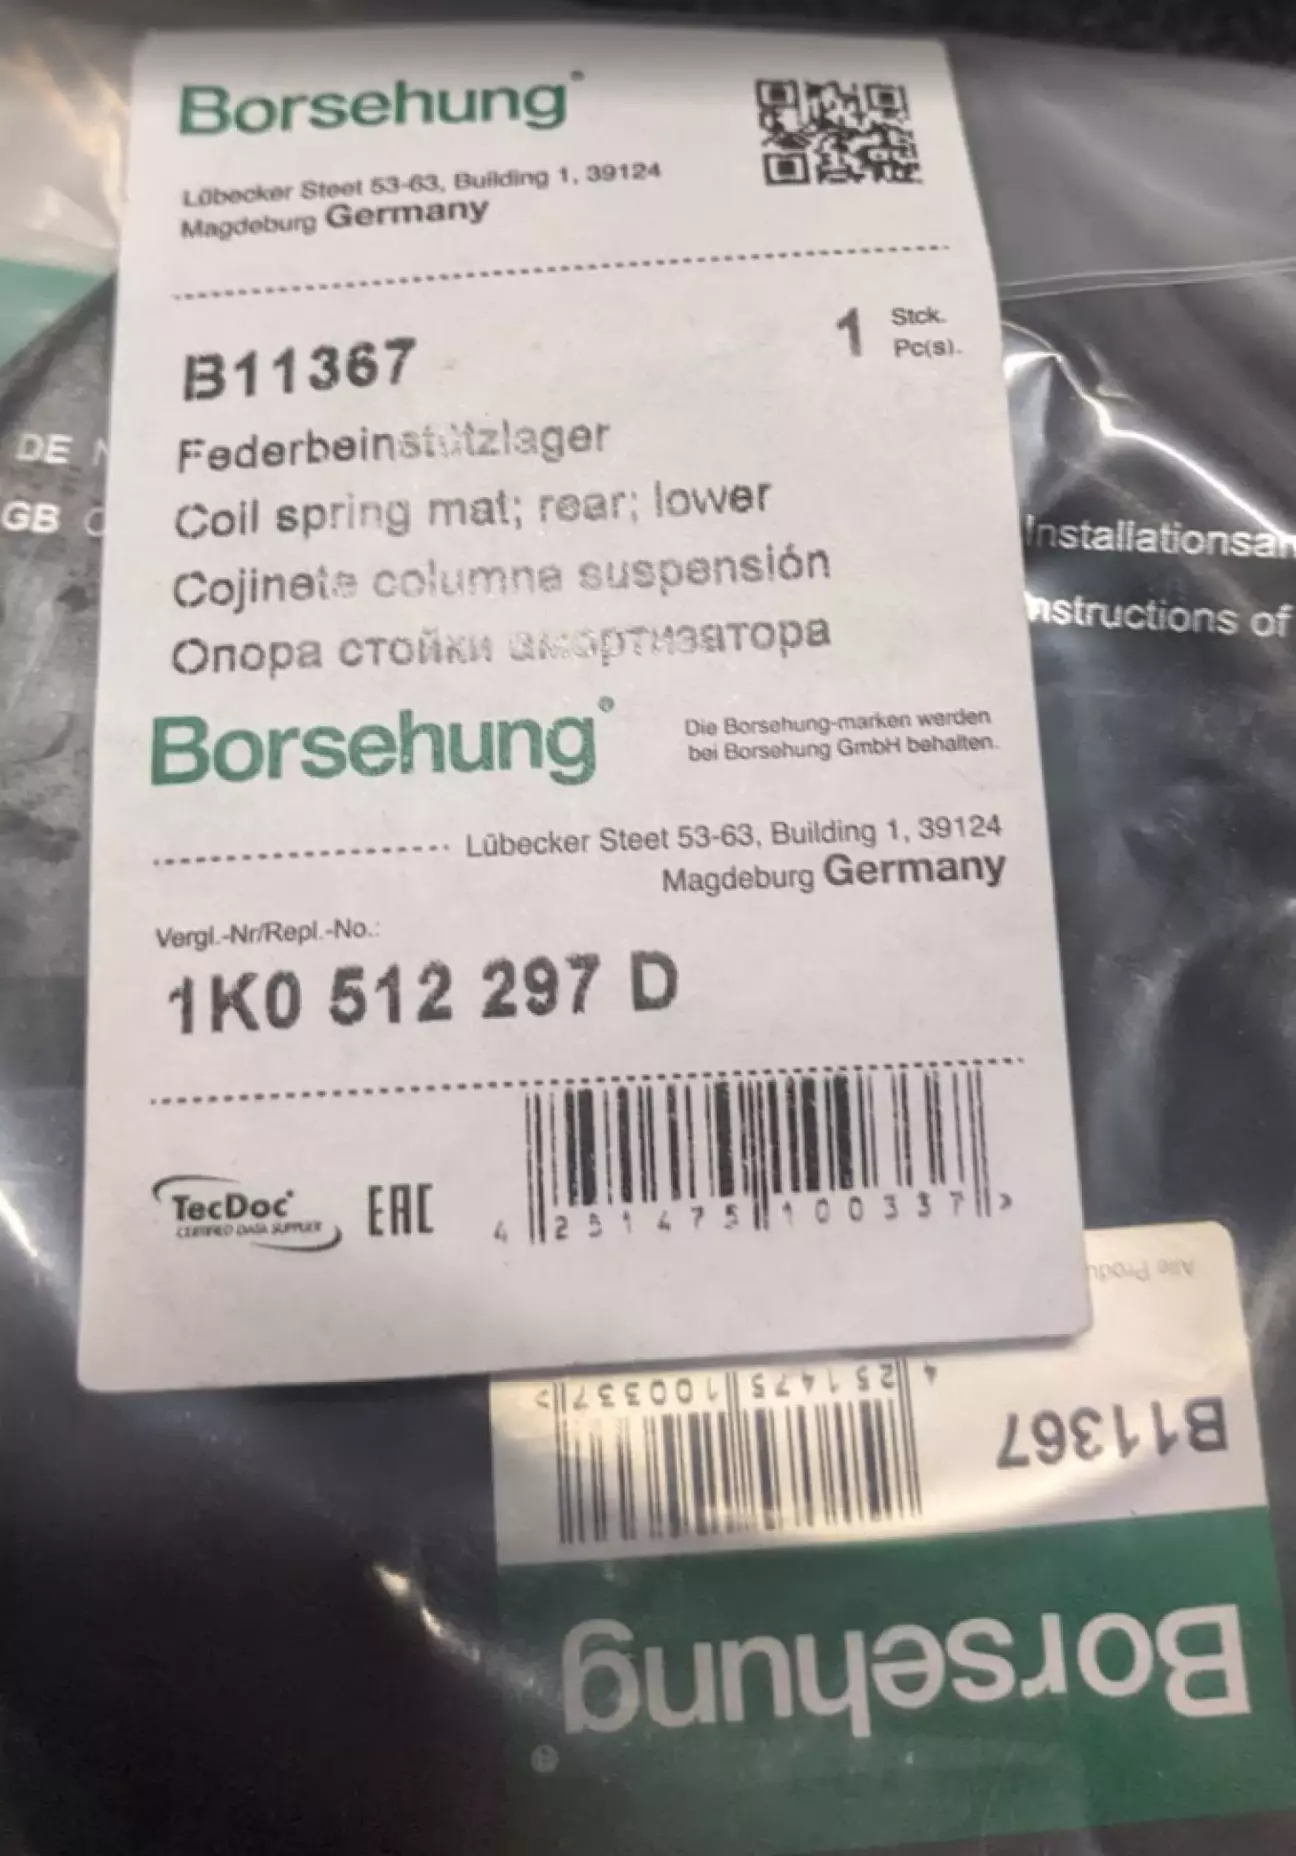 Borsehung®
Lübecker Steet 53-63, Building 1, 39124
Magdeburg Germany
B11367
1 Stck.
Pc(s).
Federbeinstützlager
Coil spring mat; rear; lower
Cojinete columna suspensión
Опора стойки амортизатора
DE
GB
Installationsan
Instructions of
Borsehung®
Die Borsehung-marken werden
bei Borsehung GmbH behalten.
Lübecker Steet 53-63, Building 1, 39124
Magdeburg Germany
Vergl.-Nr/Repl.-No.:
1K0 512 297 D
TecDoc
CERTIFIED DATA SUPPLIER
EAC
4 251475 100337 >
Alle Produ
4 251475 100337 >
B11367
Borsehung®